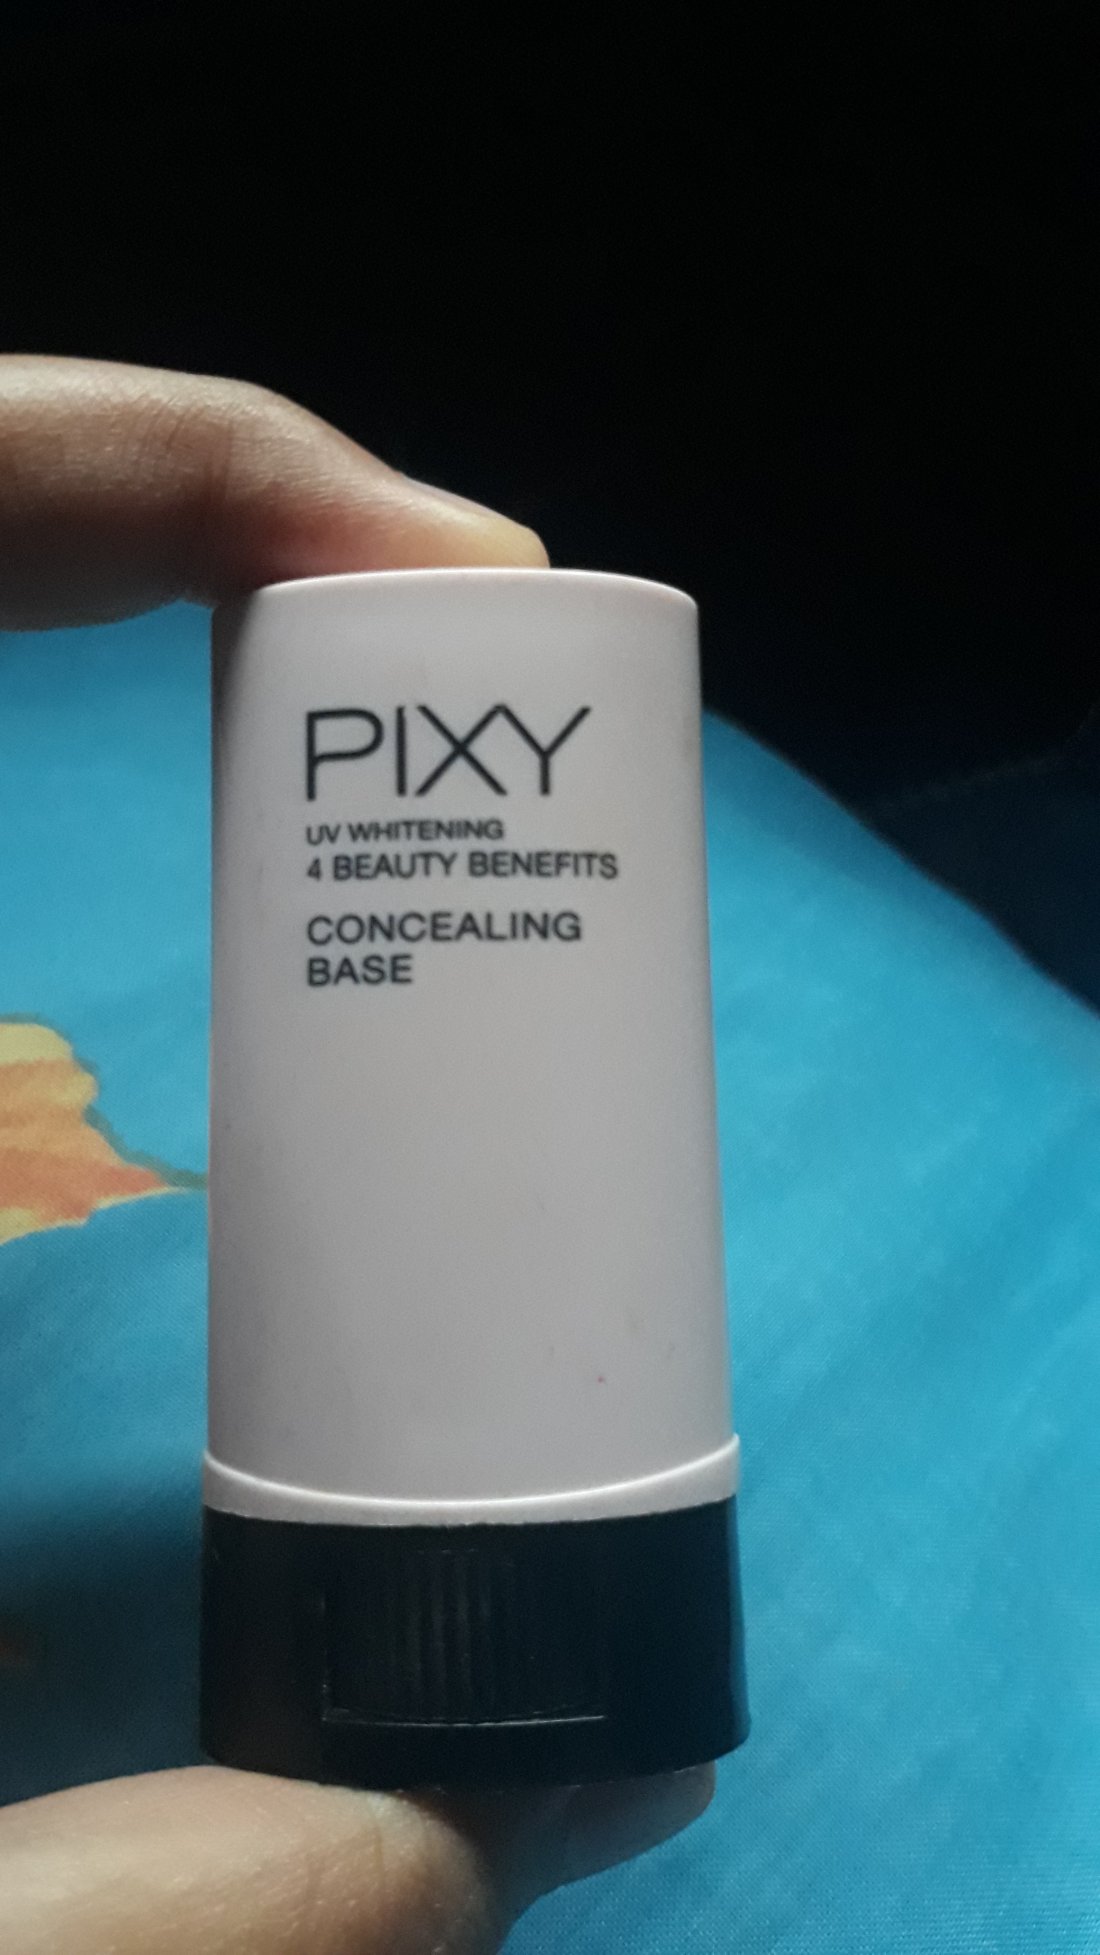 PIXY
UV WHITENING
4 BEAUTY BENEFITS
CONCEALING
BASE